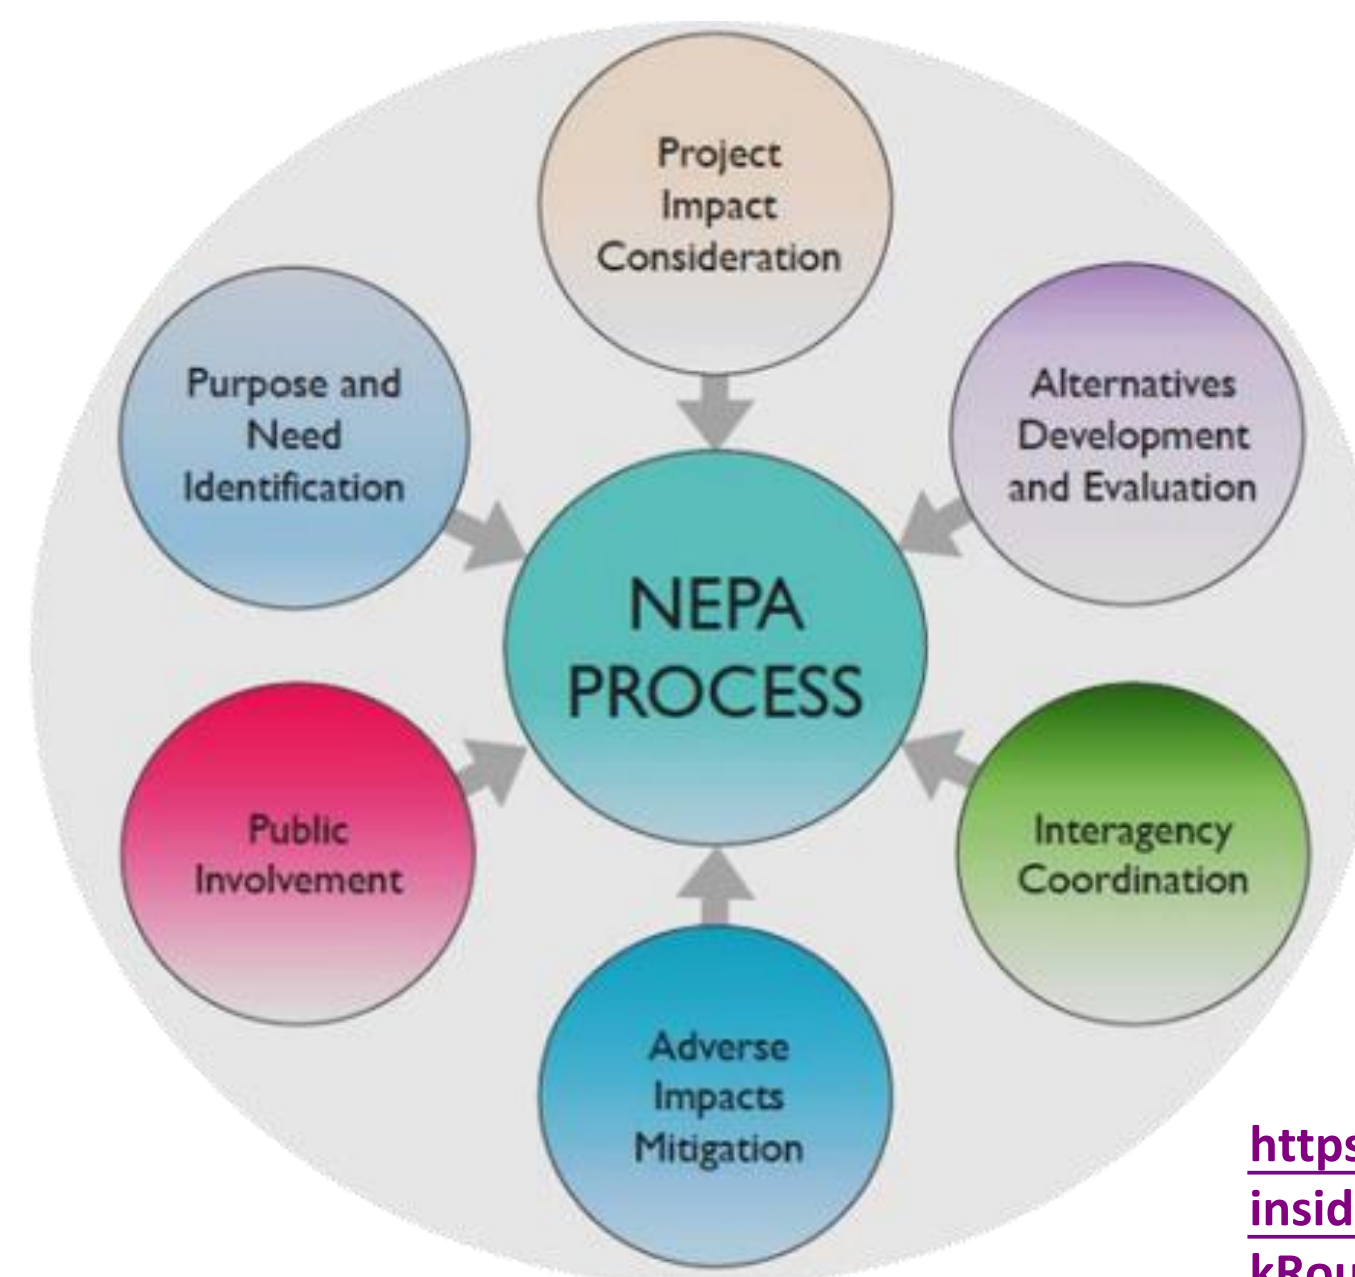 Project
Impact
Consideration
Purpose and
Need
Identification
Alternatives
Development
and Evaluation
NEPA
PROCESS
Public
Involvement
Interagency
Coordination
Adverse
Impacts
Mitigation
https
insid
kRou